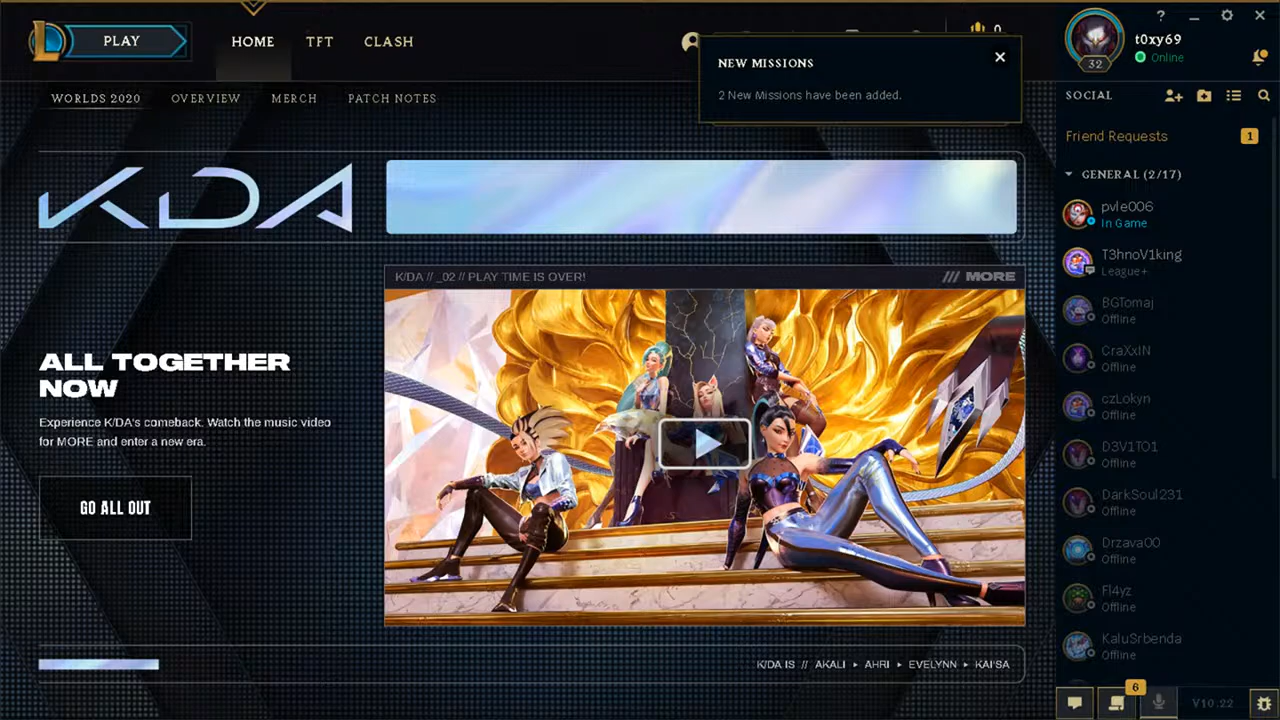 PLAY
HOME
TFT
CLASH
0
?
t0xy69
Online
32
NEW MISSIONS
2 New Missions have been added.
WORLDS 2020
OVERVIEW
MERCH
PATCH NOTES
K/DA
K/DA // _02 // PLAY TIME IS OVER!
/// MORE
ALL TOGETHER
NOW
Experience K/DA's comeback. Watch the music video
for MORE and enter a new era.
GO ALL OUT
K/DA IS // AKALI ▸ AHRI ▸ EVELYNN ▸ KAI'SA
SOCIAL
Friend Requests
1
GENERAL (2/17)
pvle006
In Game
T3hnoV1king
League+
BGTomaj
Offline
CraXxIN
Offline
czLokyn
Offline
D3V1TO1
Offline
DarkSoul231
Offline
Drzava00
Offline
Fl4yz
Offline
KaluSrbenda
Offline
6
V10.22